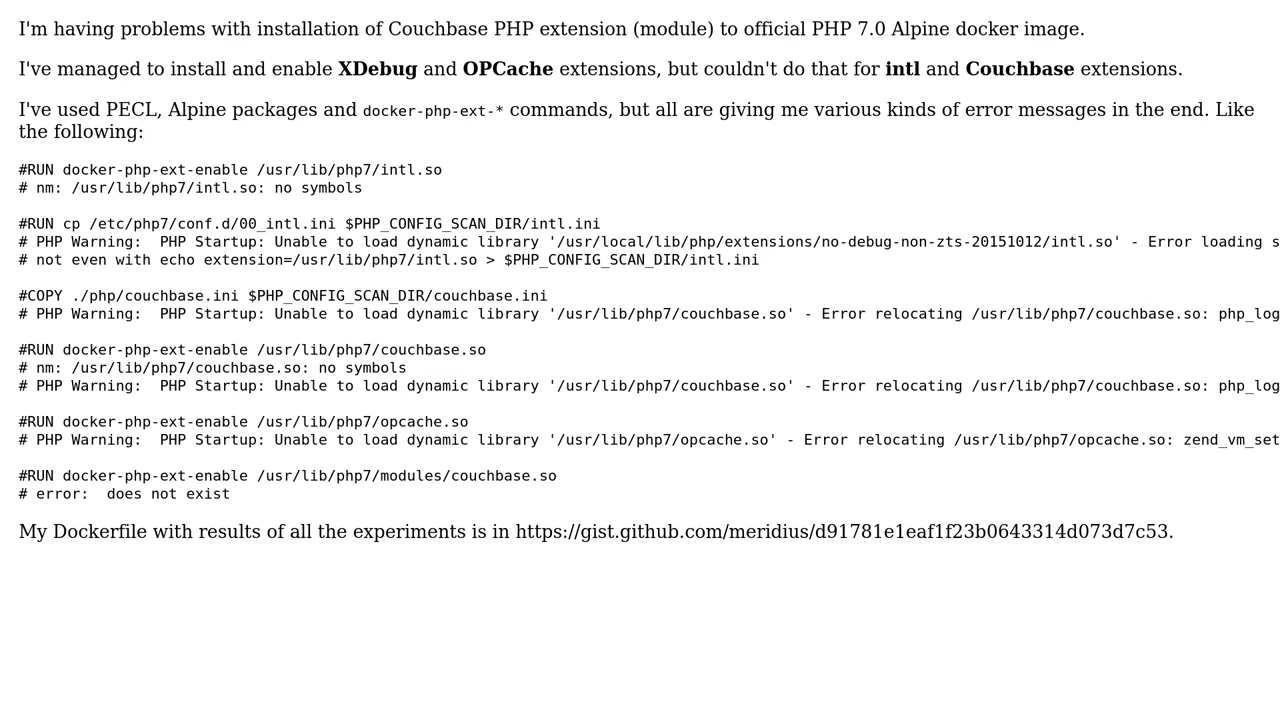 I'm having problems with installation of Couchbase PHP extension (module) to official PHP 7.0 Alpine docker image.
I've managed to install and enable XDebug and OPCache extensions, but couldn't do that for intl and Couchbase extensions.
I've used PECL, Alpine packages and docker-php-ext-* commands, but all are giving me various kinds of error messages in the end. Like
the following:
#RUN docker-php-ext-enable /usr/lib/php7/intl.so
# nm: /usr/lib/php7/intl.so: no symbols
#RUN cp /etc/php7/conf.d/00_intl.ini $PHP_CONFIG_SCAN_DIR/intl.ini
# PHP Warning:  PHP Startup: Unable to load dynamic library '/usr/local/lib/php/extensions/no-debug-non-zts-20151012/intl.so' - Error loading s
# not even with echo extension=/usr/lib/php7/intl.so > $PHP_CONFIG_SCAN_DIR/intl.ini
#COPY ./php/couchbase.ini $PHP_CONFIG_SCAN_DIR/couchbase.ini
# PHP Warning:  PHP Startup: Unable to load dynamic library '/usr/lib/php7/couchbase.so' - Error relocating /usr/lib/php7/couchbase.so: php_log
#RUN docker-php-ext-enable /usr/lib/php7/couchbase.so
# nm: /usr/lib/php7/couchbase.so: no symbols
# PHP Warning:  PHP Startup: Unable to load dynamic library '/usr/lib/php7/couchbase.so' - Error relocating /usr/lib/php7/couchbase.so: php_log
#RUN docker-php-ext-enable /usr/lib/php7/opcache.so
# PHP Warning:  PHP Startup: Unable to load dynamic library '/usr/lib/php7/opcache.so' - Error relocating /usr/lib/php7/opcache.so: zend_vm_set
#RUN docker-php-ext-enable /usr/lib/php7/modules/couchbase.so
# error:  does not exist
My Dockerfile with results of all the experiments is in https://gist.github.com/meridius/d91781e1eaf1f23b0643314d073d7c53.